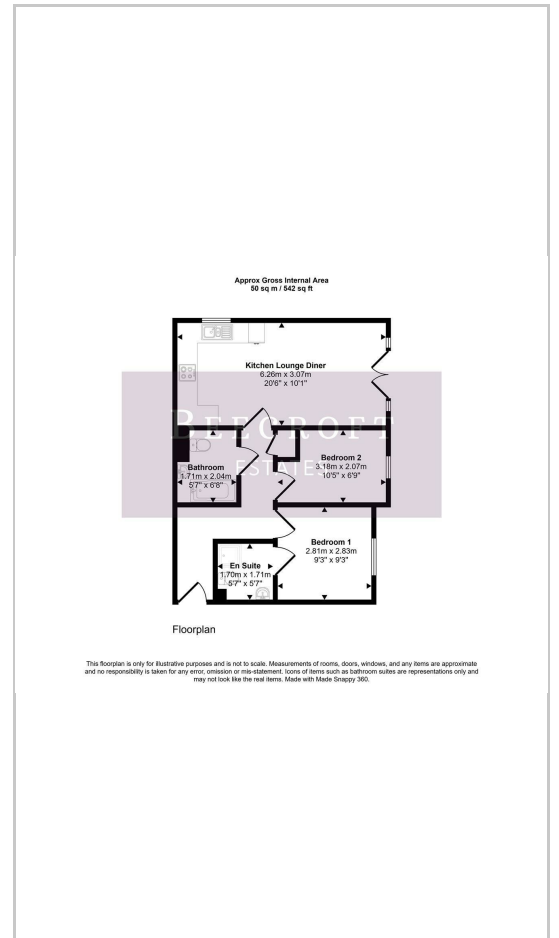 Approx Gross Internal Area
50 sq m / 542 sq ft
Kitchen Lounge Diner
6.26m x 3.07m
20'6" x 10'1"
BEECROFT
ESTATES
Bathroom
1.71m x 2.04m
5'7" x 6'8"
Bedroom 2
3.18m x 2.07m
10'5" x 6'9"
Bedroom 1
2.81m x 2.83m
9'3" x 9'3"
En Suite
1.70m x 1.71m
5'7" x 5'7"
Floorplan
This floorplan is only for illustrative purposes and is not to scale. Measurements of rooms, doors, windows, and any items are approximate
and no responsibility is taken for any error, omission or mis-statement. Icons of items such as bathroom suites are representations only and
may not look like the real items. Made with Made Snappy 360.